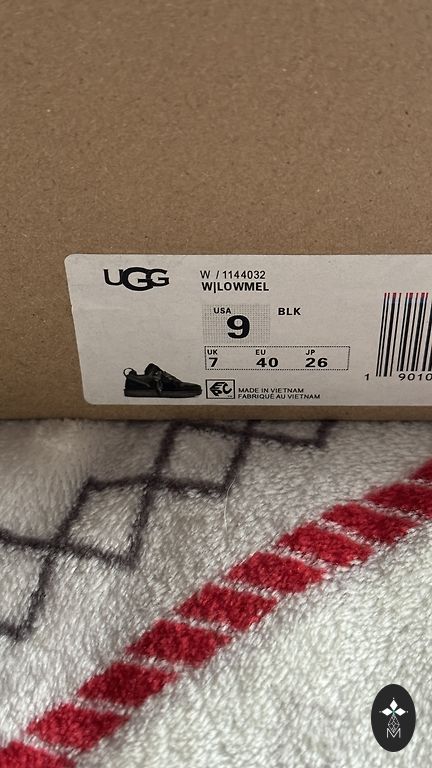 UGG
W / 1144032
W|LOWMEL
USA
9
BLK
UK EU JP
7 40 26
MADE IN VIETNAM
FABRIQUÉ AU VIETNAM
1 9010
M